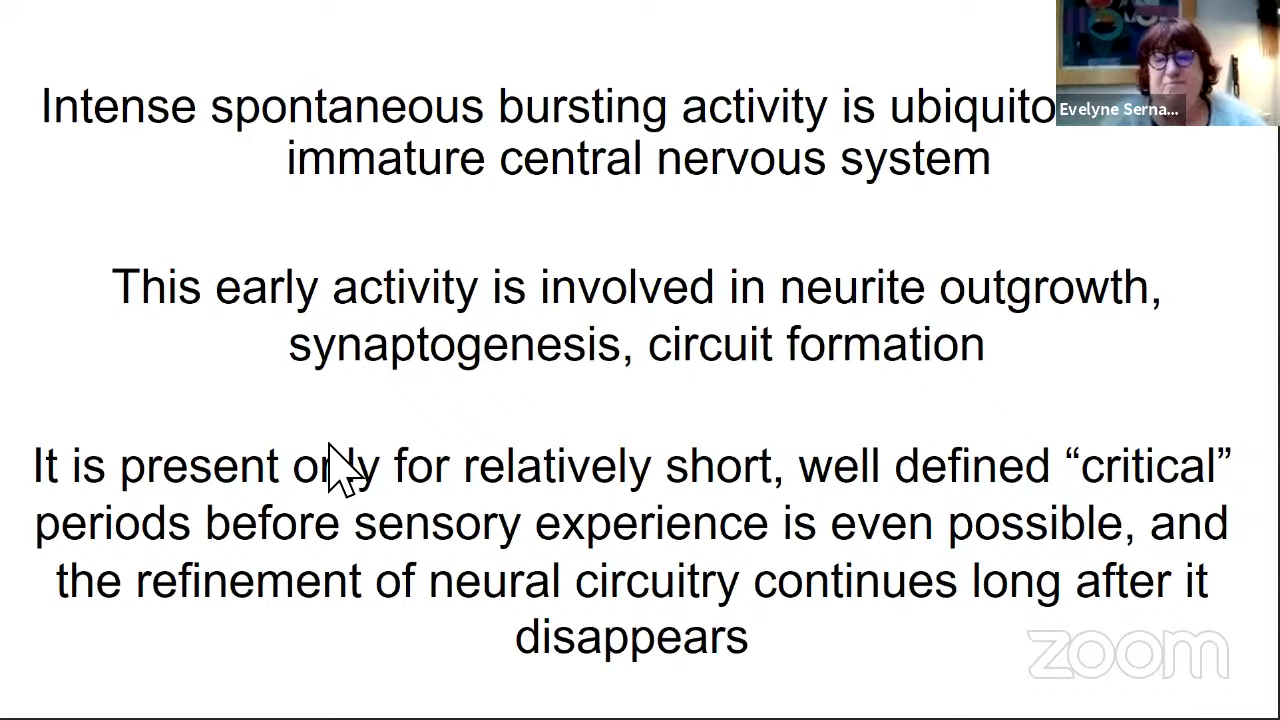 Intense spontaneous bursting activity is
immature central nervous system
This early activity is involved in neurite outgrowth,
synaptogenesis, circuit formation
It is present only for relatively short, well defined “critical”
periods before sensory experience is even possible, and
the refinement of neural circuitry continues long after it
disappears
Evelyne Serna...
zoom